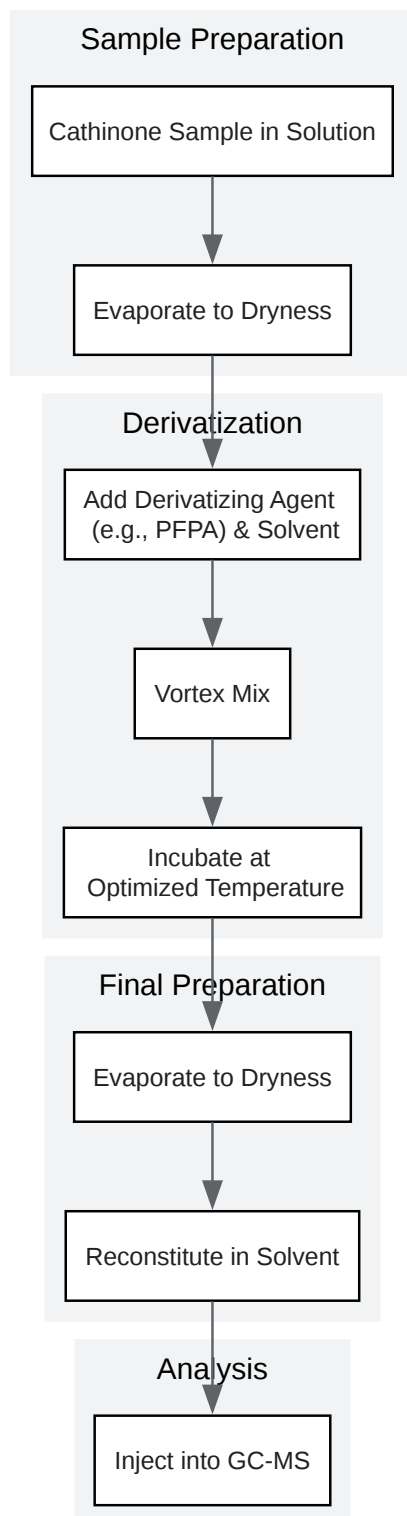 Sample Preparation
Cathinone Sample in Solution
Evaporate to Dryness
Derivatization
Add Derivatizing Agent
(e.g., PFPA) & Solvent
Vortex Mix
Incubate at
Optimized Temperature
Final Preparation
Evaporate to Dryness
Reconstitute in Solvent
Analysis
Inject into GC-MS